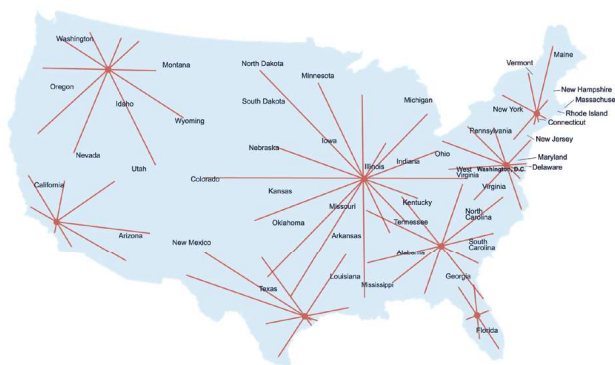 Washington
Maine
Vermont
Montana
North Dakota
Minnesota
Oregon
New Hampshire
Massachuse
Idaho
South Dakota
Michigan
New York
Rhode Island
Connecticut
Wyoming
Pennsylvania
Iowa
New Jersey
Nebraska
Nevada
Ohio
Indiana
Maryland
Illinois
Utah
West
Virginia
Washington, D.C.
Delaware
Colorado
California
Kansas
Virginia
Missouri
Kentucky
North
Carolina
Oklahoma
Tennessee
Arizona
Arkansas
New Mexico
South
Carolina
Alabama
Louisiana
Georgia
Mississippi
Texas
Florida